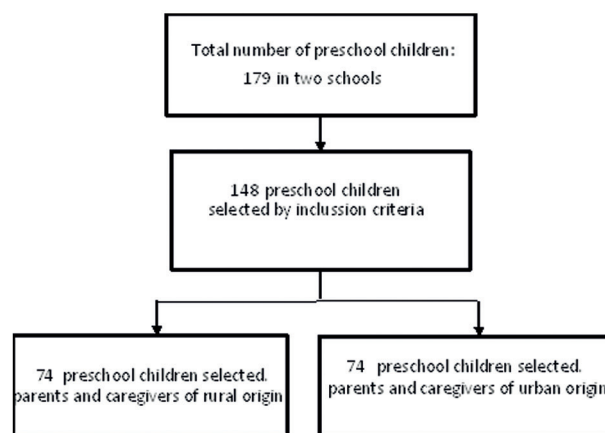 Total number of preschool children:
179 in two schools
148 preschool children
selected by inclussion criteria
74 preschool children selected.
parents and caregivers of rural origin
74 preschool children selected.
parents and caregivers of urban origin